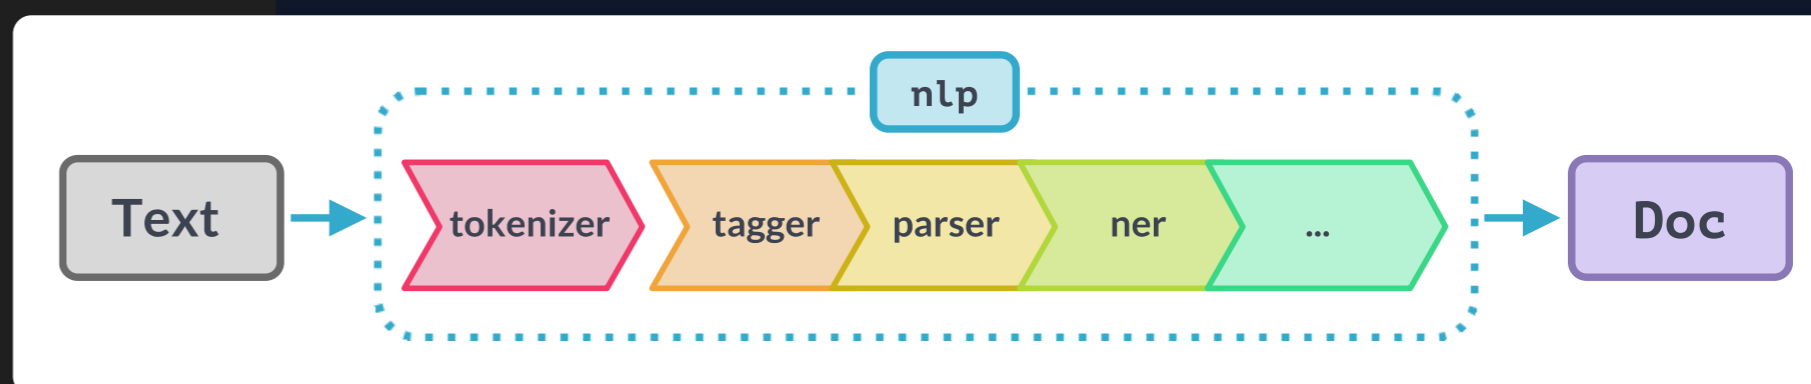 nlp
Text
tokenizer
tagger
parser
ner
...
Doc